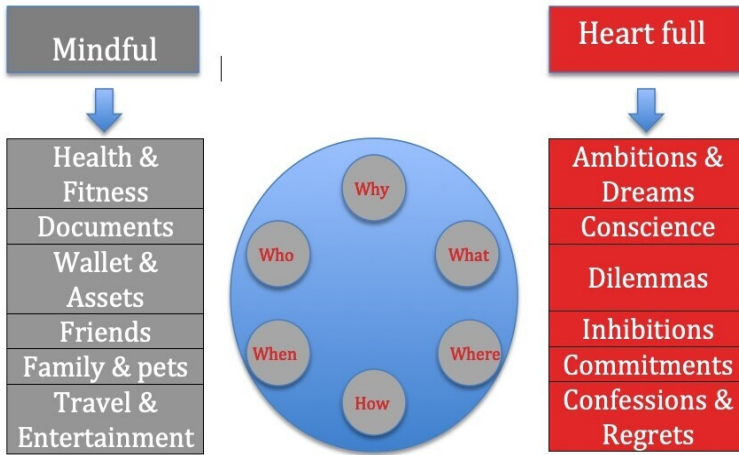 Mindful
Health &
Fitness
Documents
Wallet &
Assets
Friends
Family & pets
Travel &
Entertainment
Why
Who
What
When
Where
How
Heart full
Ambitions &
Dreams
Conscience
Dilemmas
Inhibitions
Commitments
Confessions &
Regrets